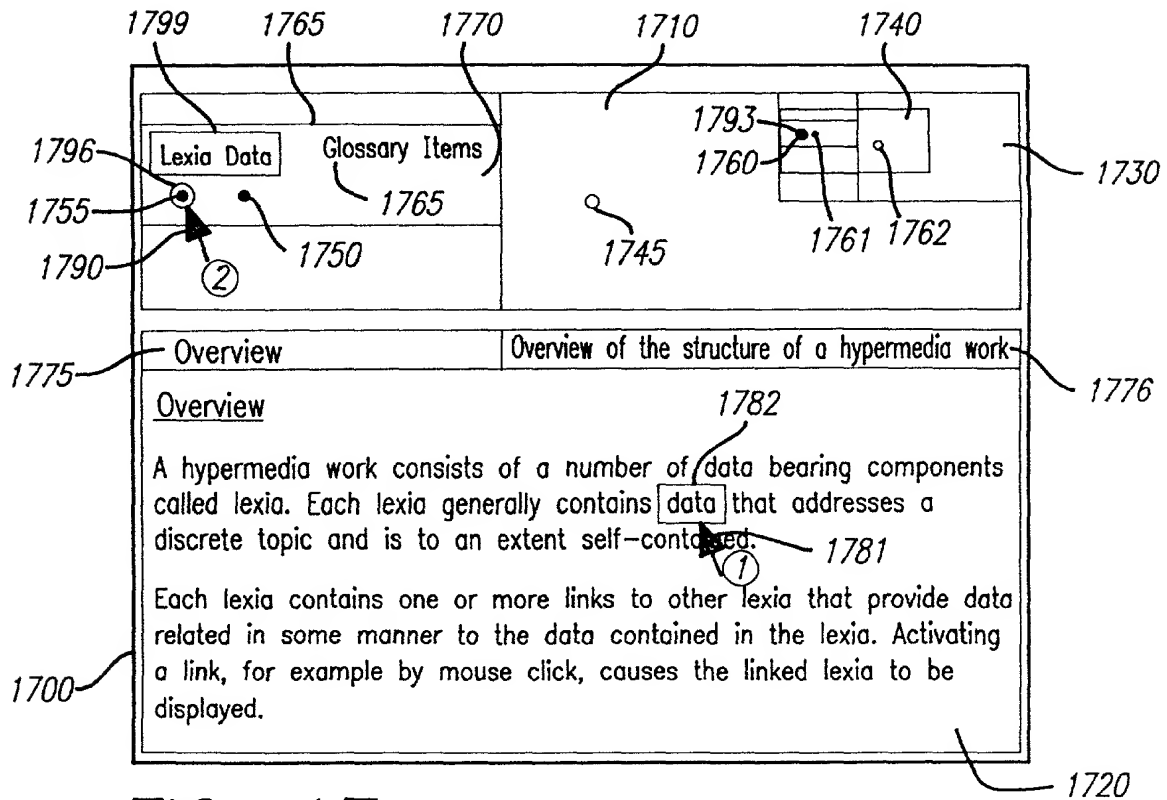 1799 1765 1770 1710 1740
1796 Lexia Data Glossary Items 1793
1760 1730
1755 1765 1761 1762
1790 1750 1745
②
1775 Overview Overview of the structure of a hypermedia work 1776
Overview 1782
A hypermedia work consists of a number of data bearing components
called lexia. Each lexia generally contains data that addresses a
discrete topic and is to an extent self-contained. 1781
①
Each lexia contains one or more links to other lexia that provide data
related in some manner to the data contained in the lexia. Activating
a link, for example by mouse click, causes the linked lexia to be
1700 displayed.
1720